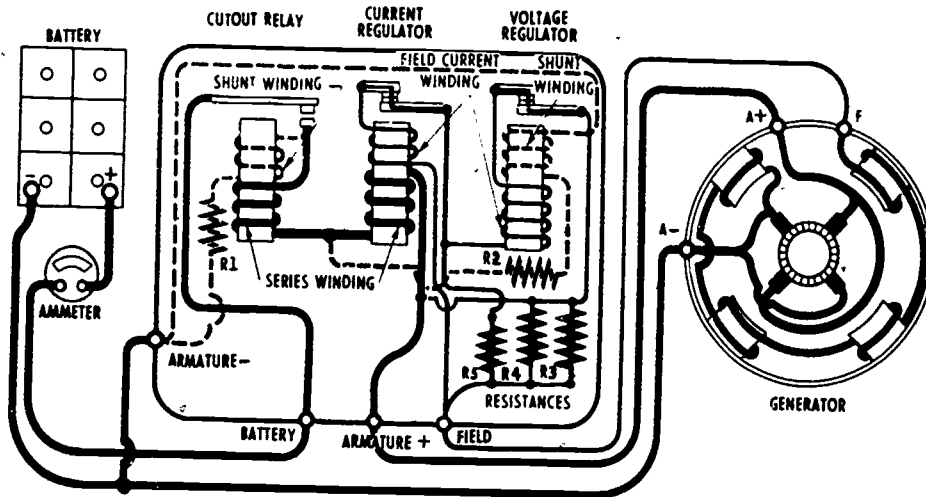 CUTOUT RELAY
CURRENT
REGULATOR
VOLTAGE
REGULATOR
BATTERY
FIELD CURRENT
WINDING
SHUNT
WINDING
SHUNT WINDING
A+
F
-
+
A-
R1
R2
SERIES WINDING
AMMETER
ARMATURE-
R5
R4
R3
RESISTANCES
GENERATOR
BATTERY
ARMATURE +
FIELD